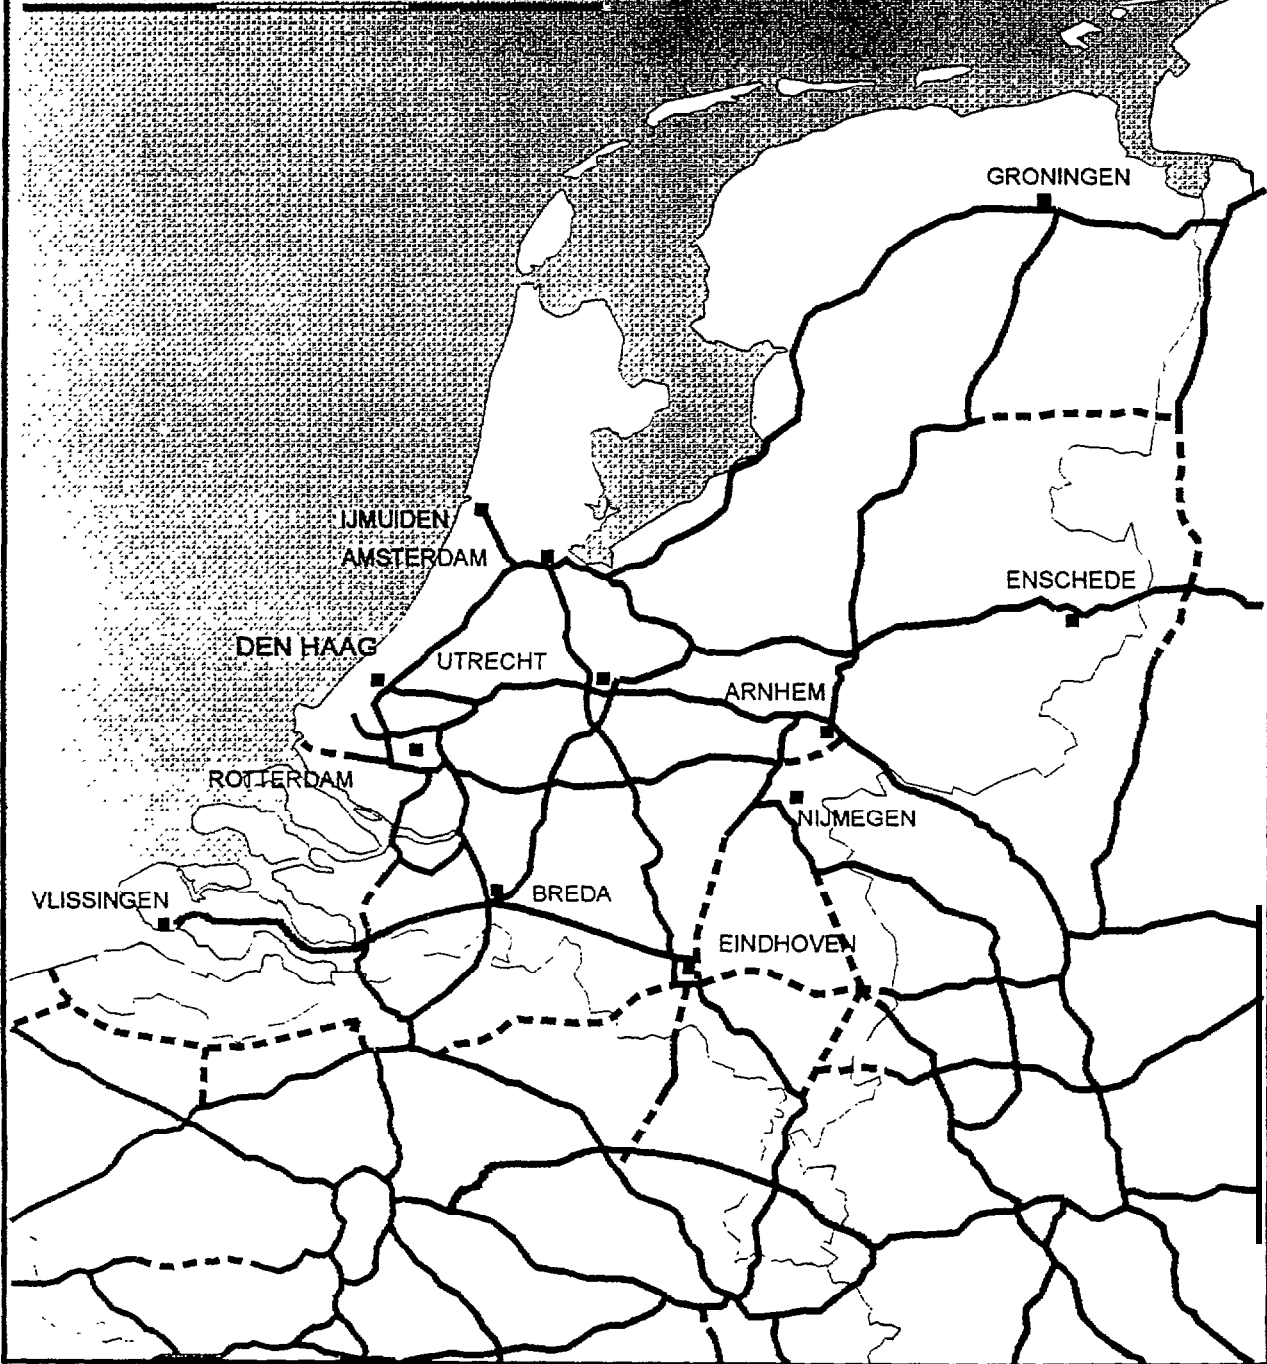 GRONINGEN
IJMUIDEN
AMSTERDAM
ENSCHEDE
DEN HAAG
UTRECHT
ARNHEM
ROTTERDAM
NIJMEGEN
VLISSINGEN
BREDA
EINDHOVEN